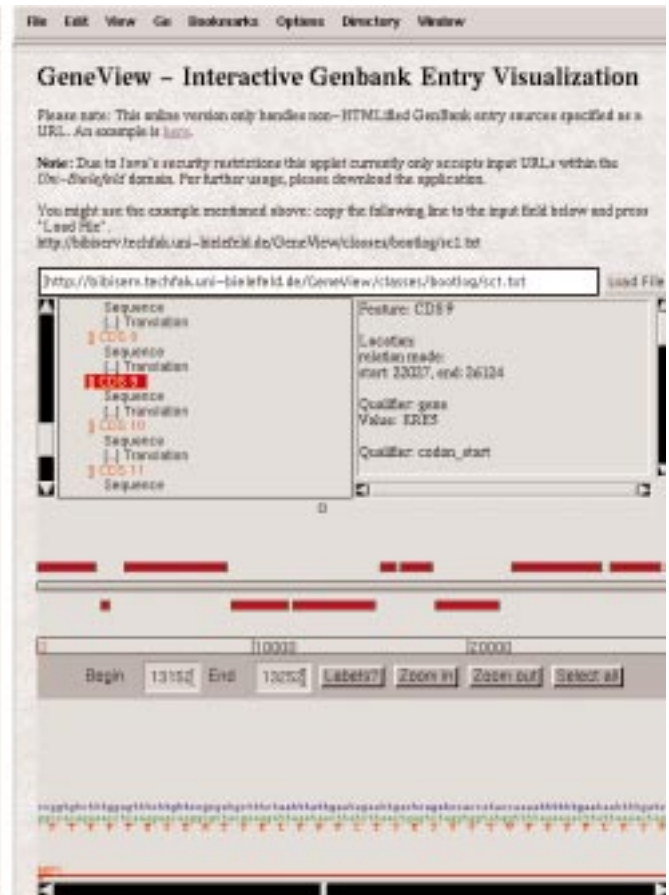 File Edit View Go Bookmarks Options Directory Window
GeneView – Interactive Genbank Entry Visualization
Please note: This online version only handles non-HTMLified GenBank entry sources specified as a
URL. An example is here.
Note: Due to Java's security restrictions this applet currently only accepts input URLs within the
Uni-Bielefeld domain. For further usage, please download the application.
You might use the example mentioned above: copy the following line to the input field below and press
"Load File".
http://bibiserv.techfak.uni-bielefeld.de/GeneView/classes/bootlog/sc1.txt
http://bibiserv.techfak.uni-bielefeld.de/GeneView/classes/bootlog/sc1.txt Load File
Sequence
[.] Translation
] CDS 8
Sequence
[.] Translation
] CDS 9
Sequence
[.] Translation
] CDS 10
Sequence
[.] Translation
] CDS 11
Sequence
Feature: CDS 9
Location:
relation mode:
start: 22037, end: 26124
Qualifier: gene
Value: KRE5
Qualifier: codon_start
0
0 10000 20000
Begin 13152 End 13252 Labels? Zoom in Zoom out Select all